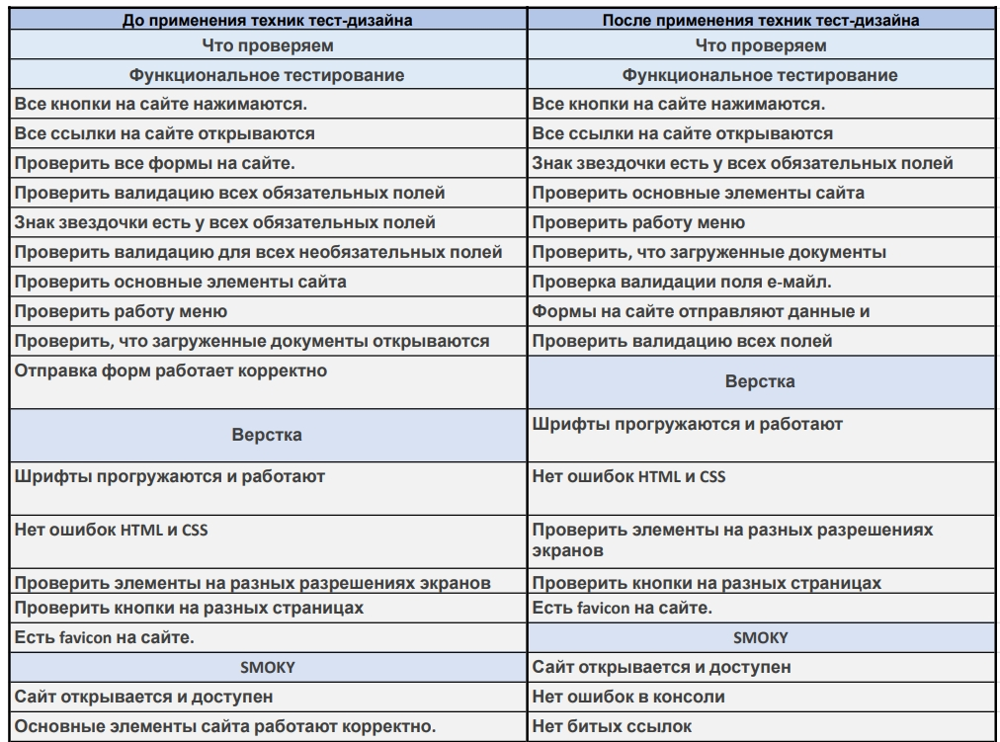 До применения техник тест-дизайна
После применения техник тест-дизайна
Что проверяем
Что проверяем
Функциональное тестирование
Функциональное тестирование
Все кнопки на сайте нажимаются.
Все кнопки на сайте нажимаются.
Все ссылки на сайте открываются
Все ссылки на сайте открываются
Проверить все формы на сайте.
Знак звездочки есть у всех обязательных полей
Проверить валидацию всех обязательных полей
Проверить основные элементы сайта
Знак звездочки есть у всех обязательных полей
Проверить работу меню
Проверить валидацию для всех необязательных полей
Проверить, что загруженные документы
Проверить основные элементы сайта
Проверка валидации поля е-майл.
Проверить работу меню
Формы на сайте отправляют данные и
Проверить, что загруженные документы открываются
Проверить валидацию всех полей
Отправка форм работает корректно
Верстка
Верстка
Шрифты прогружаются и работают
Шрифты прогружаются и работают
Нет ошибок HTML и CSS
Нет ошибок HTML и CSS
Проверить элементы на разных разрешениях
экранов
Проверить элементы на разных разрешениях экранов
Проверить кнопки на разных страницах
Проверить кнопки на разных страницах
Есть favicon на сайте.
Есть favicon на сайте.
SMOKY
SMOKY
Сайт открывается и доступен
Сайт открывается и доступен
Нет ошибок в консоли
Основные элементы сайта работают корректно.
Нет битых ссылок